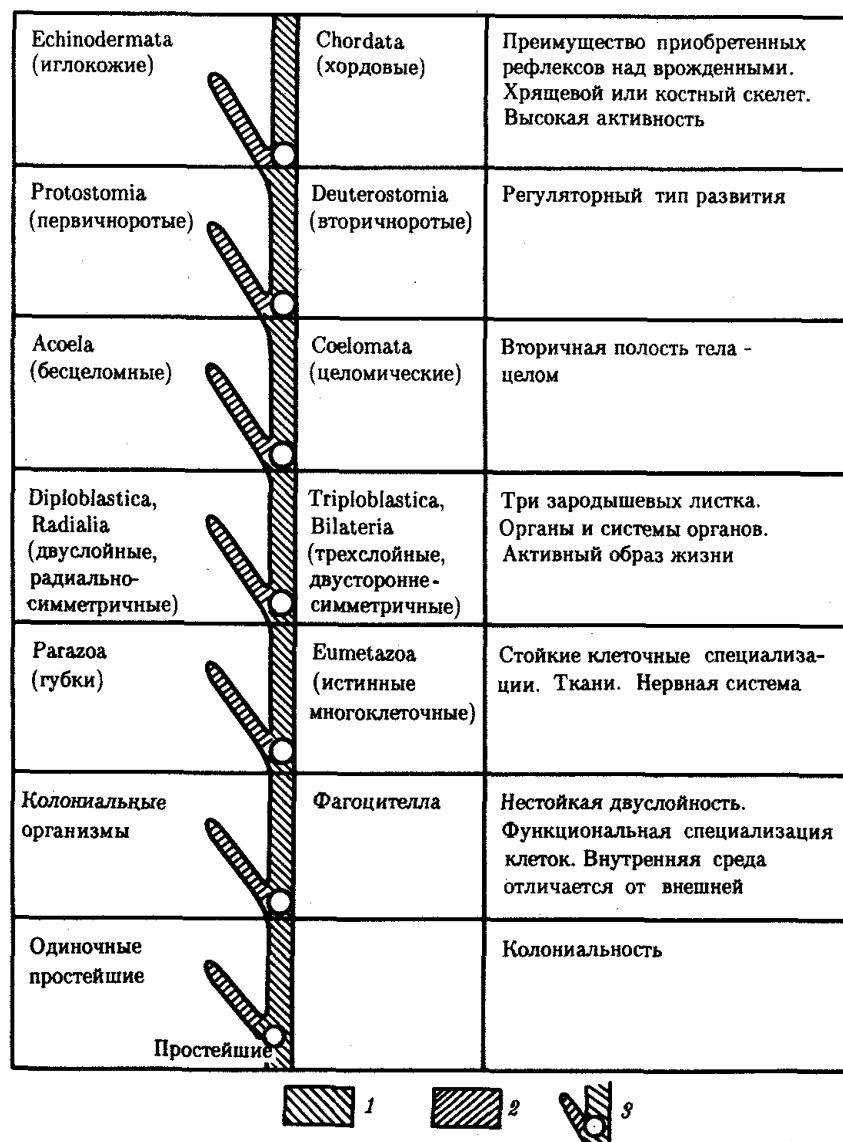 Echinodermata
(иглокожие)
Chordata
(хордовые)
Преимущество приобретенных
рефлексов над врожденными.
Хрящевой или костный скелет.
Высокая активность
Protostomia
(первичноротые)
Deuterostomia
(вторичноротые)
Регуляторный тип развития
Acoela
(бесцеломные)
Coelomata
(целомические)
Вторичная полость тела -
целом
Diploblastica,
Radialia
(двуслойные,
радиально-
симметричные)
Triploblastica,
Bilateria
(трехслойные,
двусторонне-
симметричные)
Три зародышевых листка.
Органы и системы органов.
Активный образ жизни
Parazoa
(губки)
Eumetazoa
(истинные
многоклеточные)
Стойкие клеточные специализа-
ции. Ткани. Нервная система
Колониальные
организмы
Фагоцителла
Нестойкая двуслойность.
Функциональная специализация
клеток. Внутренняя среда
отличается от внешней
Одиночные
простейшие
Колониальность
Простейшие
1 2 3